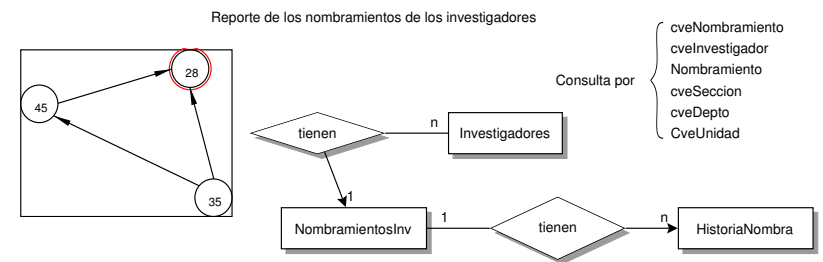 Reporte de los nombramientos de los investigadores
cveNombramiento
cveInvestigador
Nombramiento
cveSeccion
cveDepto
CveUnidad
Consulta por
28
45
35
tienen
n
Investigadores
1
NombramientosInv
1
tienen
n
HistoriaNombra